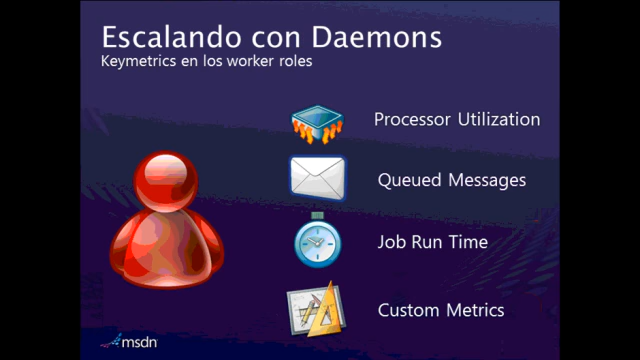 Escalando con Daemons
Keymetrics en los worker roles
Processor Utilization
Queued Messages
Job Run Time
Custom Metrics
msdn